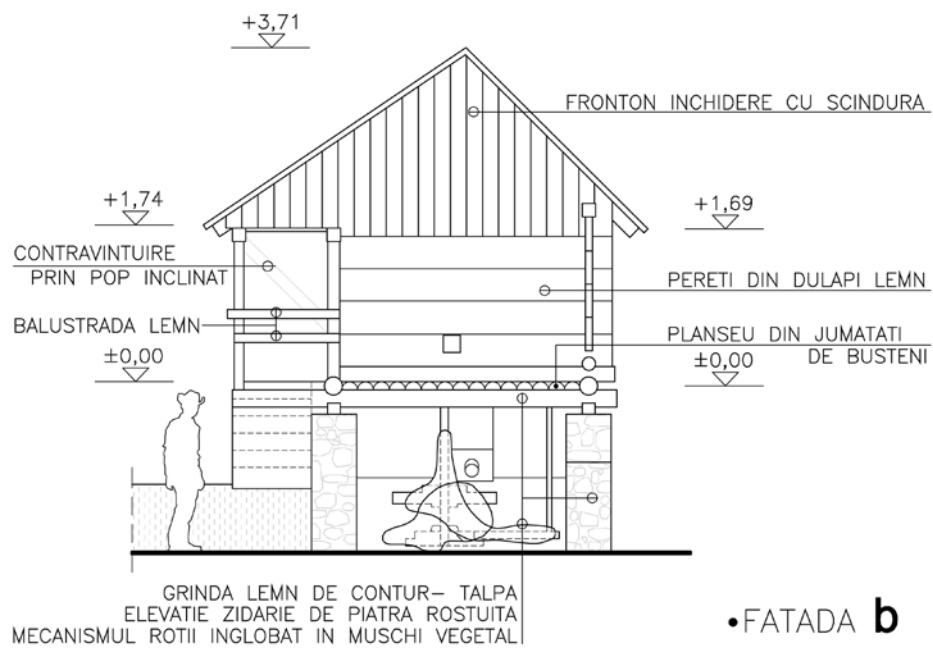 +3,71
FRONTON INCHIDERE CU SCINDURA
+1,74
+1,69
CONTRAVINTUIRE
PRIN POP INCLINAT
PERETI DIN DULAPI LEMN
BALUSTRADA LEMN
PLANSEU DIN JUMATATI
DE BUSTENI
±0,00
±0,00
GRINDA LEMN DE CONTUR– TALPA
ELEVATIE ZIDARIE DE PIATRA ROSTUITA
MECANISMUL ROTII INGLOBAT IN MUSCHI VEGETAL
•FATADA b